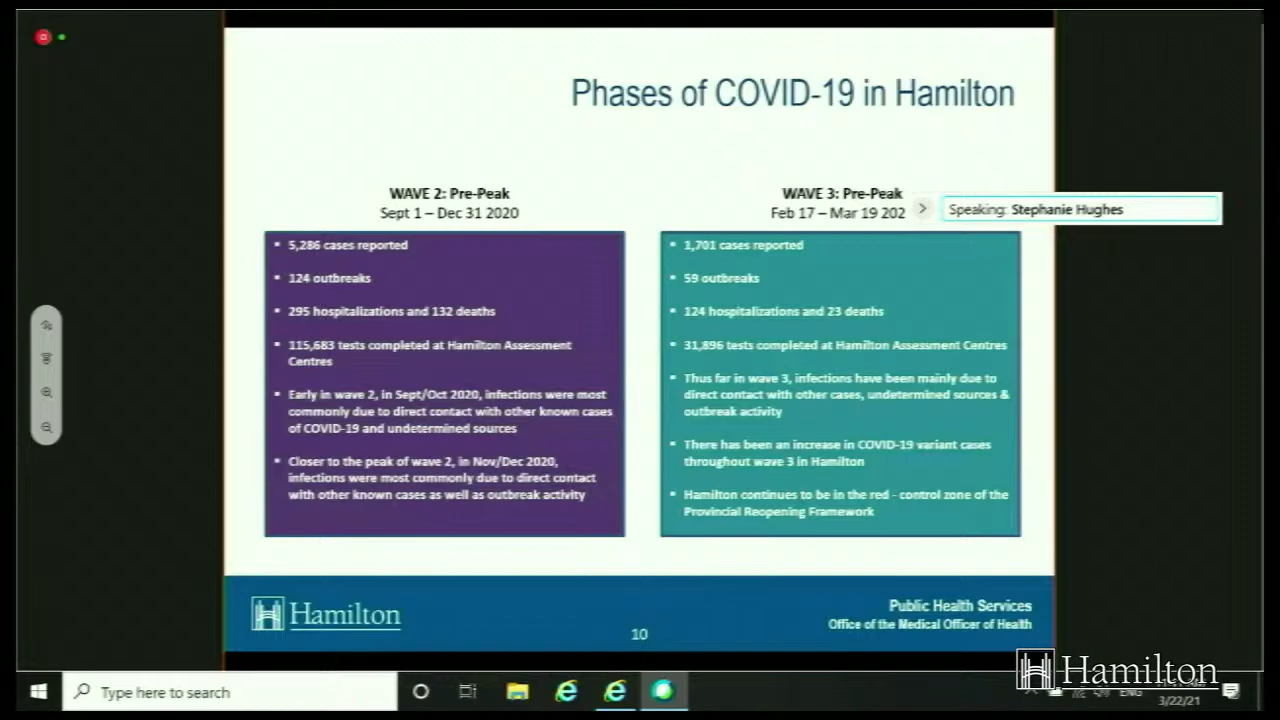 Phases of COVID-19 in Hamilton
WAVE 2: Pre-Peak
Sept 1 – Dec 31 2020
▪ 5,286 cases reported
▪ 124 outbreaks
▪ 295 hospitalizations and 132 deaths
▪ 115,683 tests completed at Hamilton Assessment
Centres
▪ Early in wave 2, in Sept/Oct 2020, infections were most
commonly due to direct contact with other known cases
of COVID-19 and undetermined sources
▪ Closer to the peak of wave 2, in Nov/Dec 2020,
infections were most commonly due to direct contact
with other known cases as well as outbreak activity
WAVE 3: Pre-Peak
Feb 17 – Mar 19 202
Speaking: Stephanie Hughes
▪ 1,701 cases reported
▪ 59 outbreaks
▪ 124 hospitalizations and 23 deaths
▪ 31,896 tests completed at Hamilton Assessment Centres
▪ Thus far in wave 3, infections have been mainly due to
direct contact with other cases, undetermined sources &
outbreak activity
▪ There has been an increase in COVID-19 variant cases
throughout wave 3 in Hamilton
▪ Hamilton continues to be in the red - control zone of the
Provincial Reopening Framework
Hamilton
10
Public Health Services
Office of the Medical Officer of Health
Hamilton
Type here to search
ENG
3/22/21